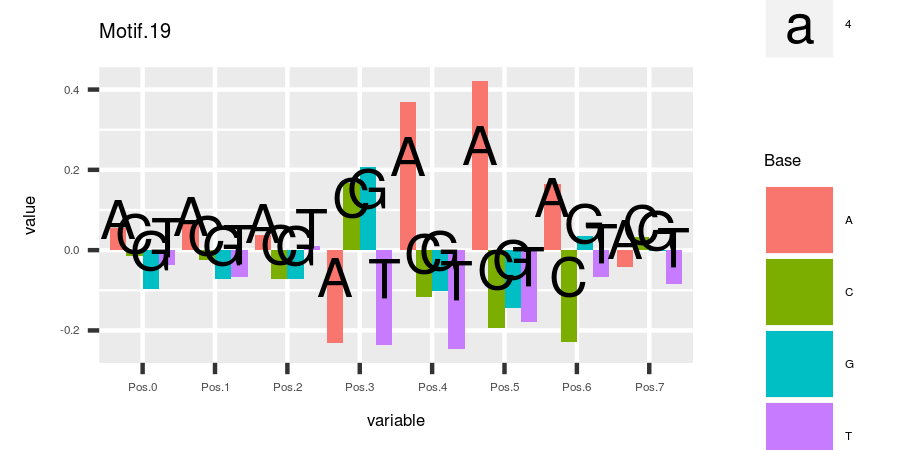 Motif.19
a 4
0.4
0.2
0.0
-0.2
value
A C G T A C G T A C G T A C G T A C G T A C G T A C G T A C G T
Pos.0 Pos.1 Pos.2 Pos.3 Pos.4 Pos.5 Pos.6 Pos.7
variable
Base
A
C
G
T